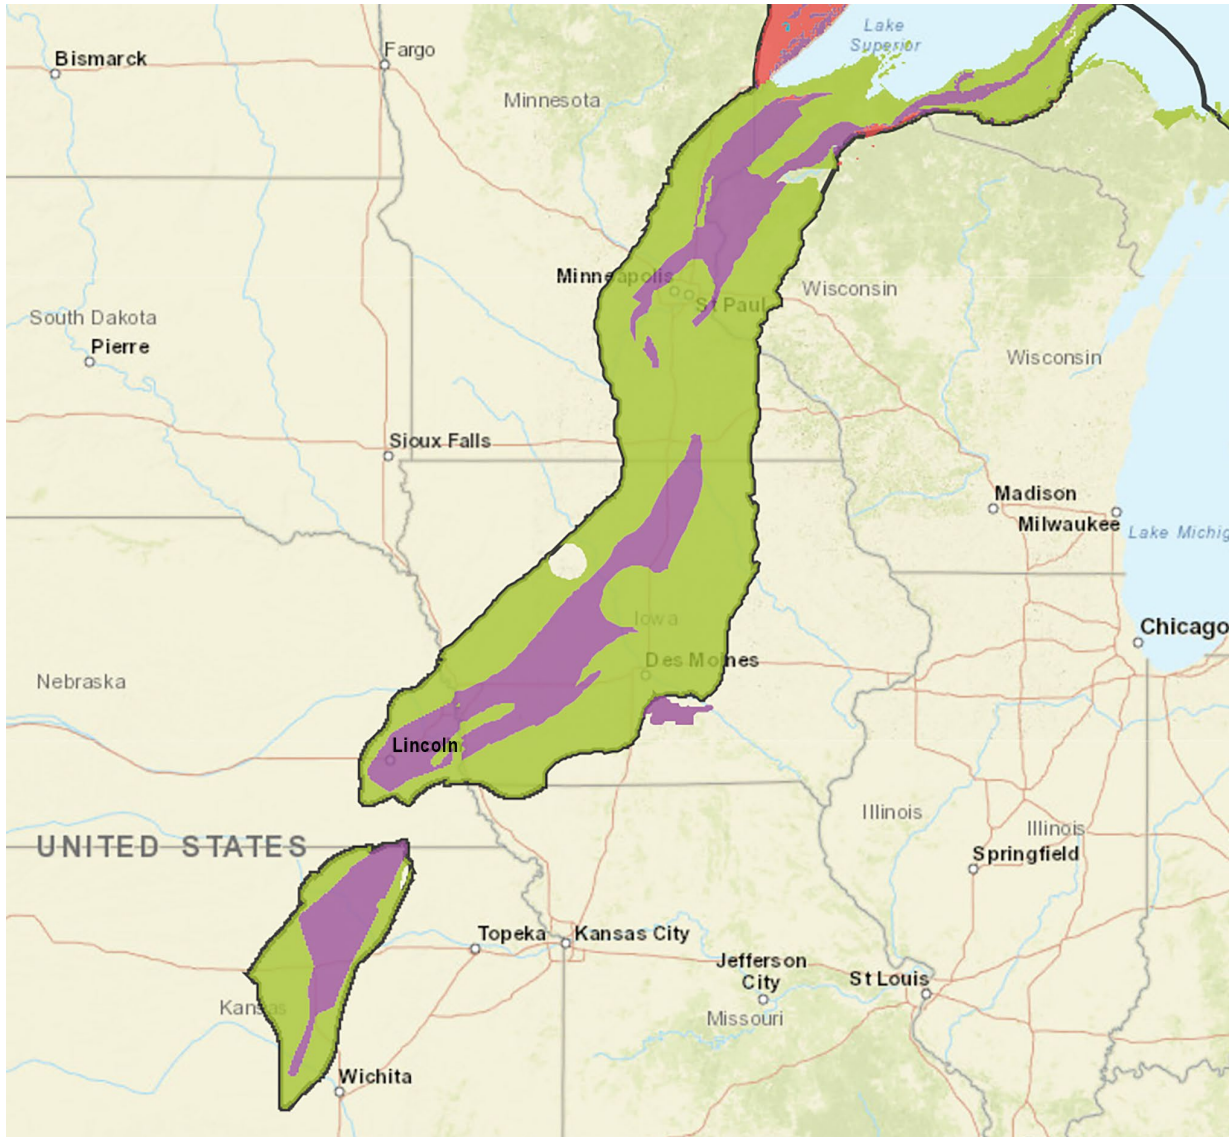 Lake
Superior
Bismarck
Fargo
Minnesota
Minneapolis
St Paul
Wisconsin
South Dakota
Pierre
Wisconsin
Sioux Falls
Madison
Milwaukee
Lake Michig
Iowa
Chicago
Des Moines
Nebraska
Lincoln
Illinois
Illinois
UNITED STATES
Springfield
Topeka
Kansas City
Jefferson
City
St Louis
Kansas
Missouri
Wichita